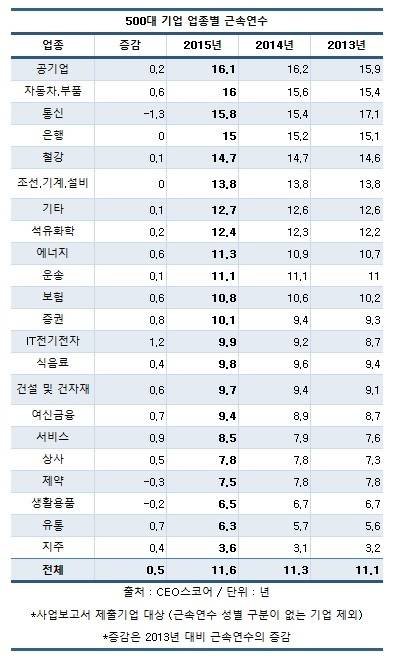 500대 기업 업종별 근속연수
업종 증감 2015년 2014년 2013년
공기업 0.2 16.1 16.2 15.9
자동차.부품 0.6 16 15.6 15.4
통신 -1.3 15.8 15.4 17.1
은행 0 15 15.2 15.1
철강 0.1 14.7 14.7 14.6
조선.기계.설비 0 13.8 13.8 13.8
기타 0.1 12.7 12.6 12.6
석유화학 0.2 12.4 12.3 12.2
에너지 0.6 11.3 10.9 10.7
운송 0.1 11.1 11.1 11
보험 0.6 10.8 10.6 10.2
증권 0.8 10.1 9.4 9.3
IT전기전자 1.2 9.9 9.2 8.7
식음료 0.4 9.8 9.6 9.4
건설 및 건자재 0.6 9.7 9.4 9.1
여신금융 0.7 9.4 8.9 8.7
서비스 0.9 8.5 7.9 7.6
상사 0.5 7.8 7.8 7.3
제약 -0.3 7.5 7.8 7.8
생활용품 -0.2 6.5 6.7 6.7
유통 0.7 6.3 5.7 5.6
지주 0.4 3.6 3.1 3.2
전체 0.5 11.6 11.3 11.1
출처 : CEO스코어 / 단위 : 년
*사업보고서 제출기업 대상 (근속연수 성별 구분이 없는 기업 제외)
*증감은 2013년 대비 근속연수의 증감